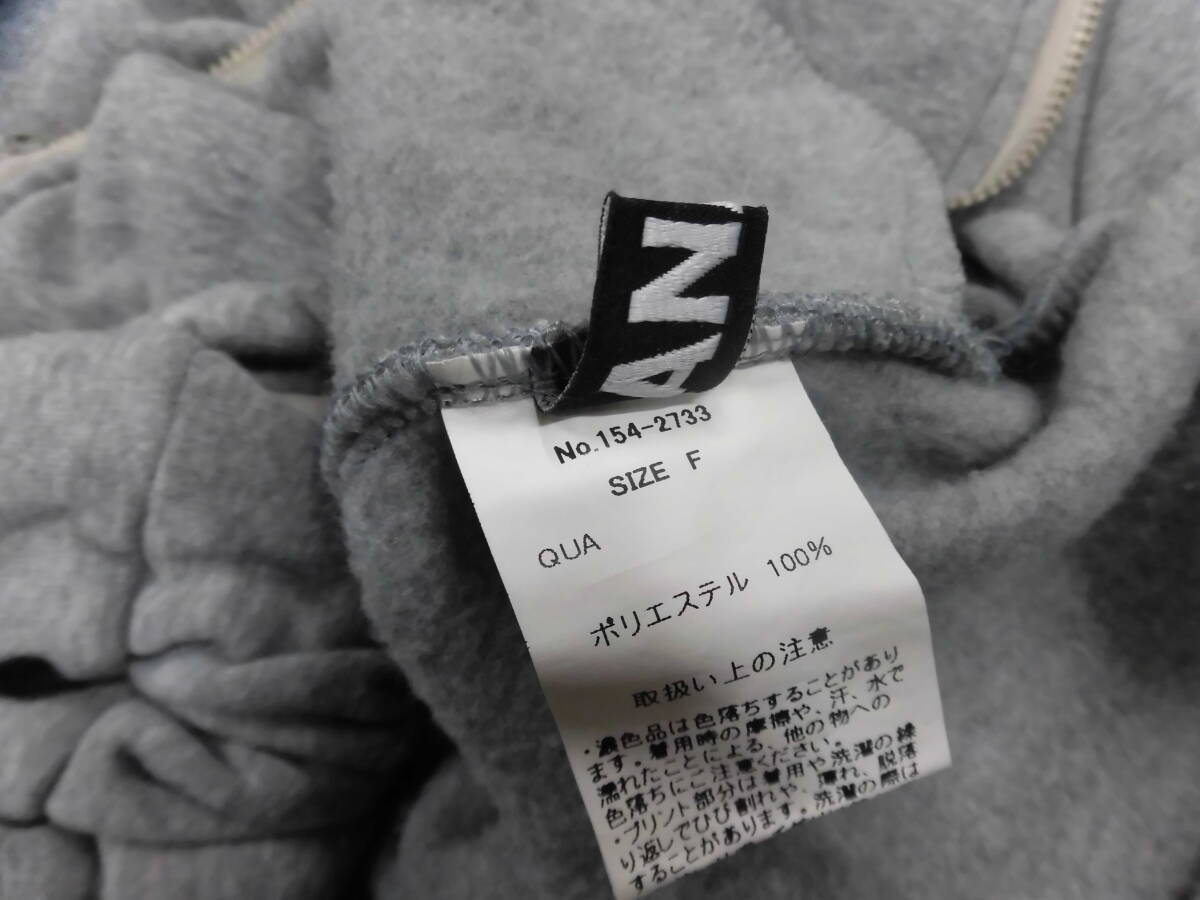 AN
No.154-2733
SIZE F
QUA
ポリエステル 100%
取扱い上の注意
・濃色品は色落ちすることがあり
ます。着用時の摩擦や、汗、水で
濡れたことによる、他の物への
色落ちにご注意ください。
・プリント部分は着用や洗濯の繰
り返しでひび割れや、薄れ、脱落
することがあります。洗濯の際は